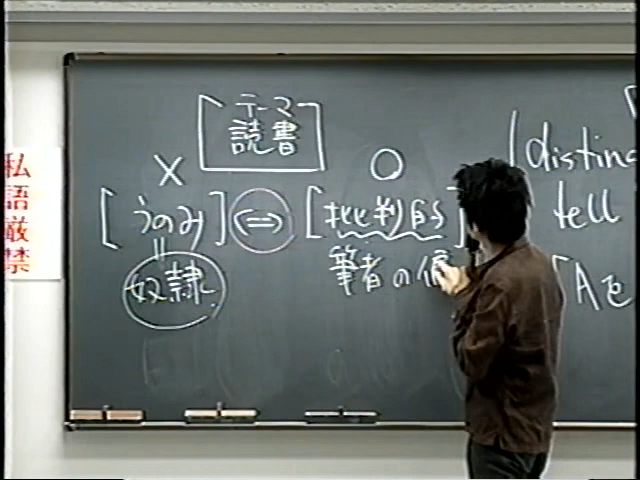 私語厳禁
テーマ
読書
× ○
[うのみ] ⇔ [批判的]
||
奴隷
筆者の
distinc
tell
「Aを